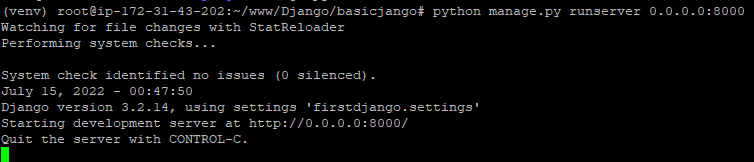 (venv) root@ip-172-31-43-202:~/www/Django/basicjango# python manage.py runserver 0.0.0.0:8000
Watching for file changes with StatReloader
Performing system checks...
System check identified no issues (0 silenced).
July 15, 2022 - 00:47:50
Django version 3.2.14, using settings 'firstdjango.settings'
Starting development server at http://0.0.0.0:8000/
Quit the server with CONTROL-C.